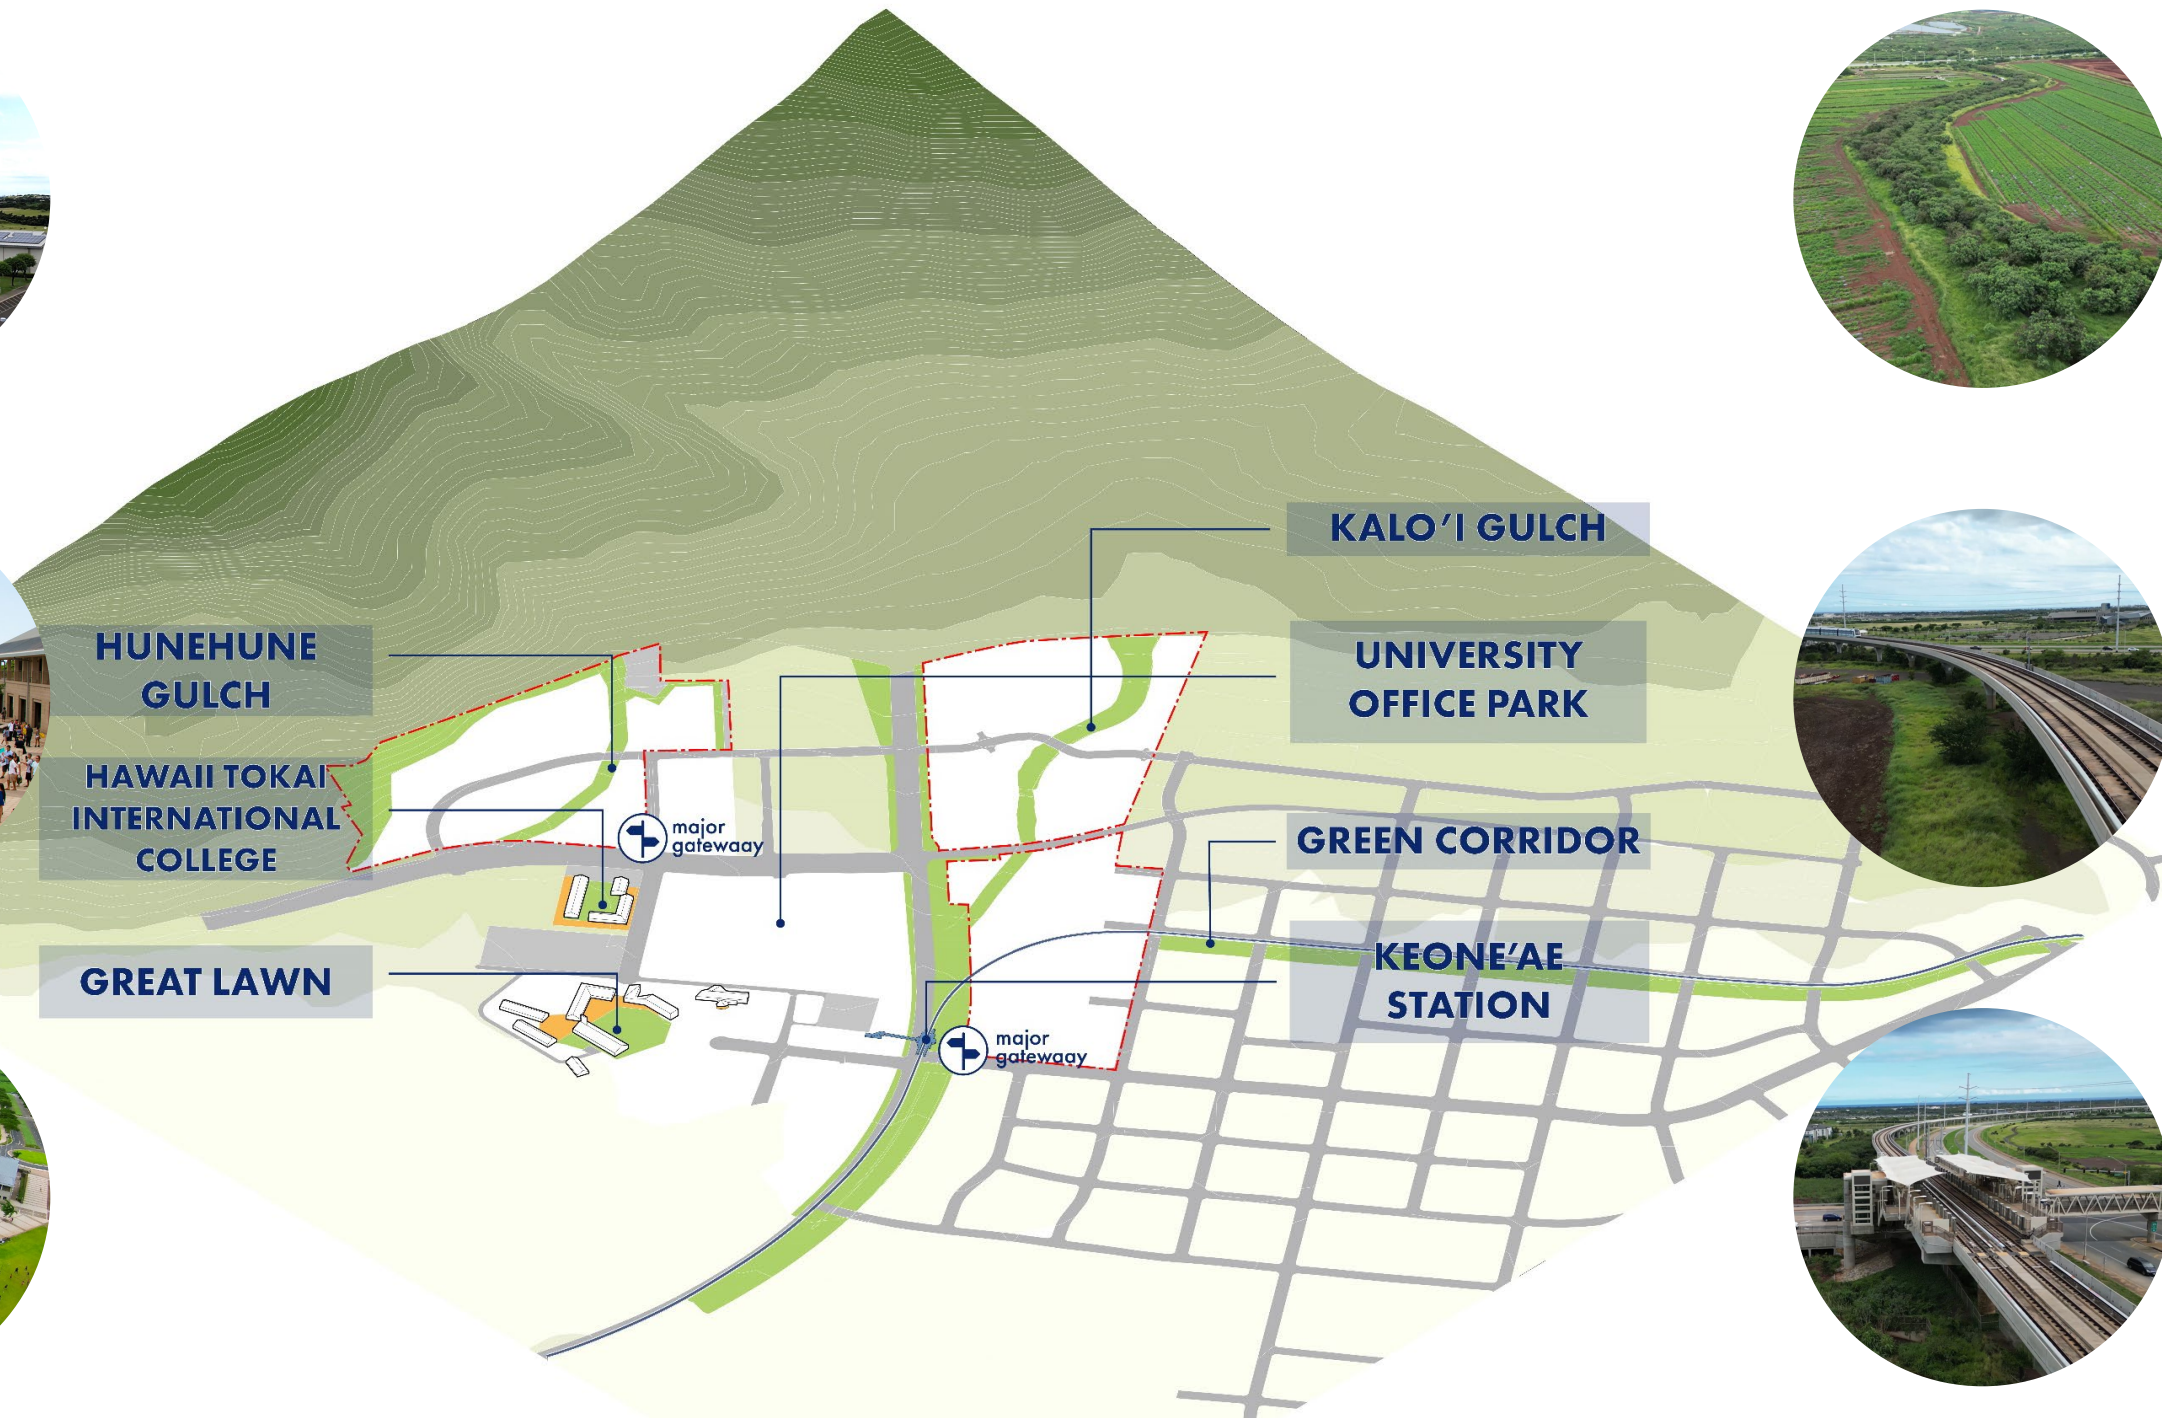 KALO’I GULCH
HUNEHUNE
GULCH
UNIVERSITY
OFFICE PARK
HAWAII TOKAI
INTERNATIONAL
COLLEGE
major
gatewaay
GREEN CORRIDOR
GREAT LAWN
KEONE’AE
STATION
major
gatewaay